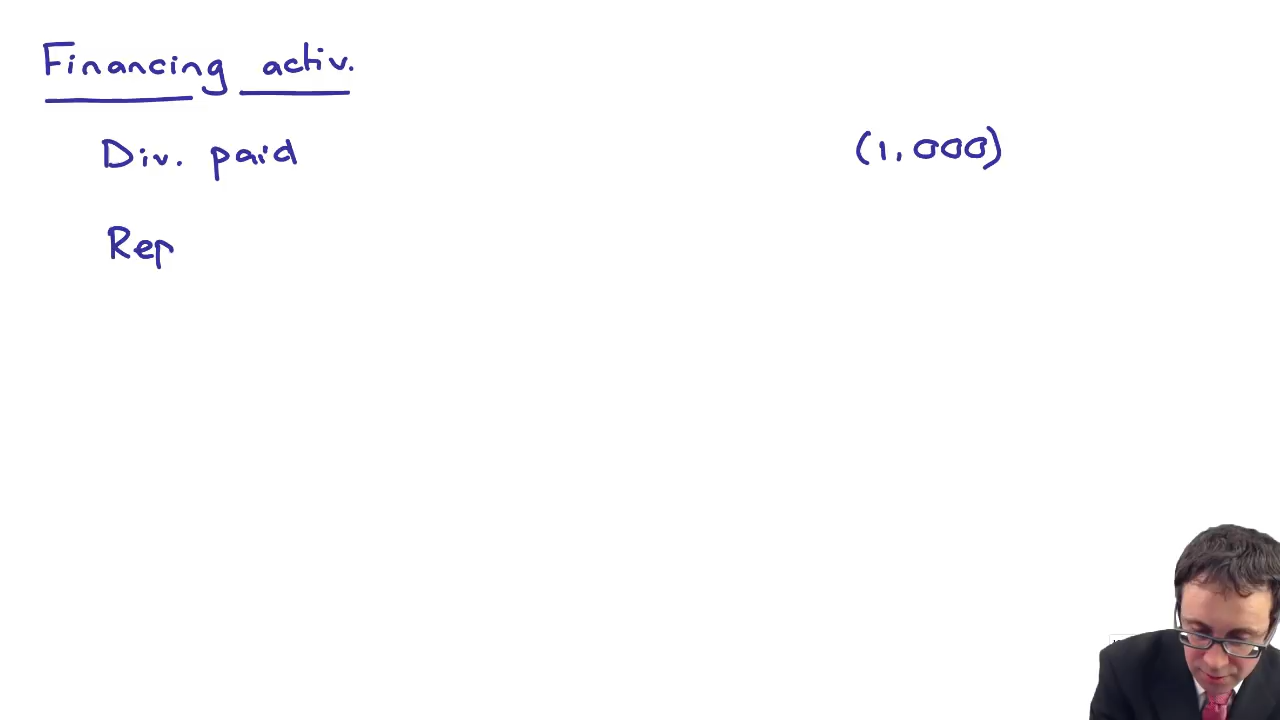 Financing activ.
Div. paid (1,000)
Rep